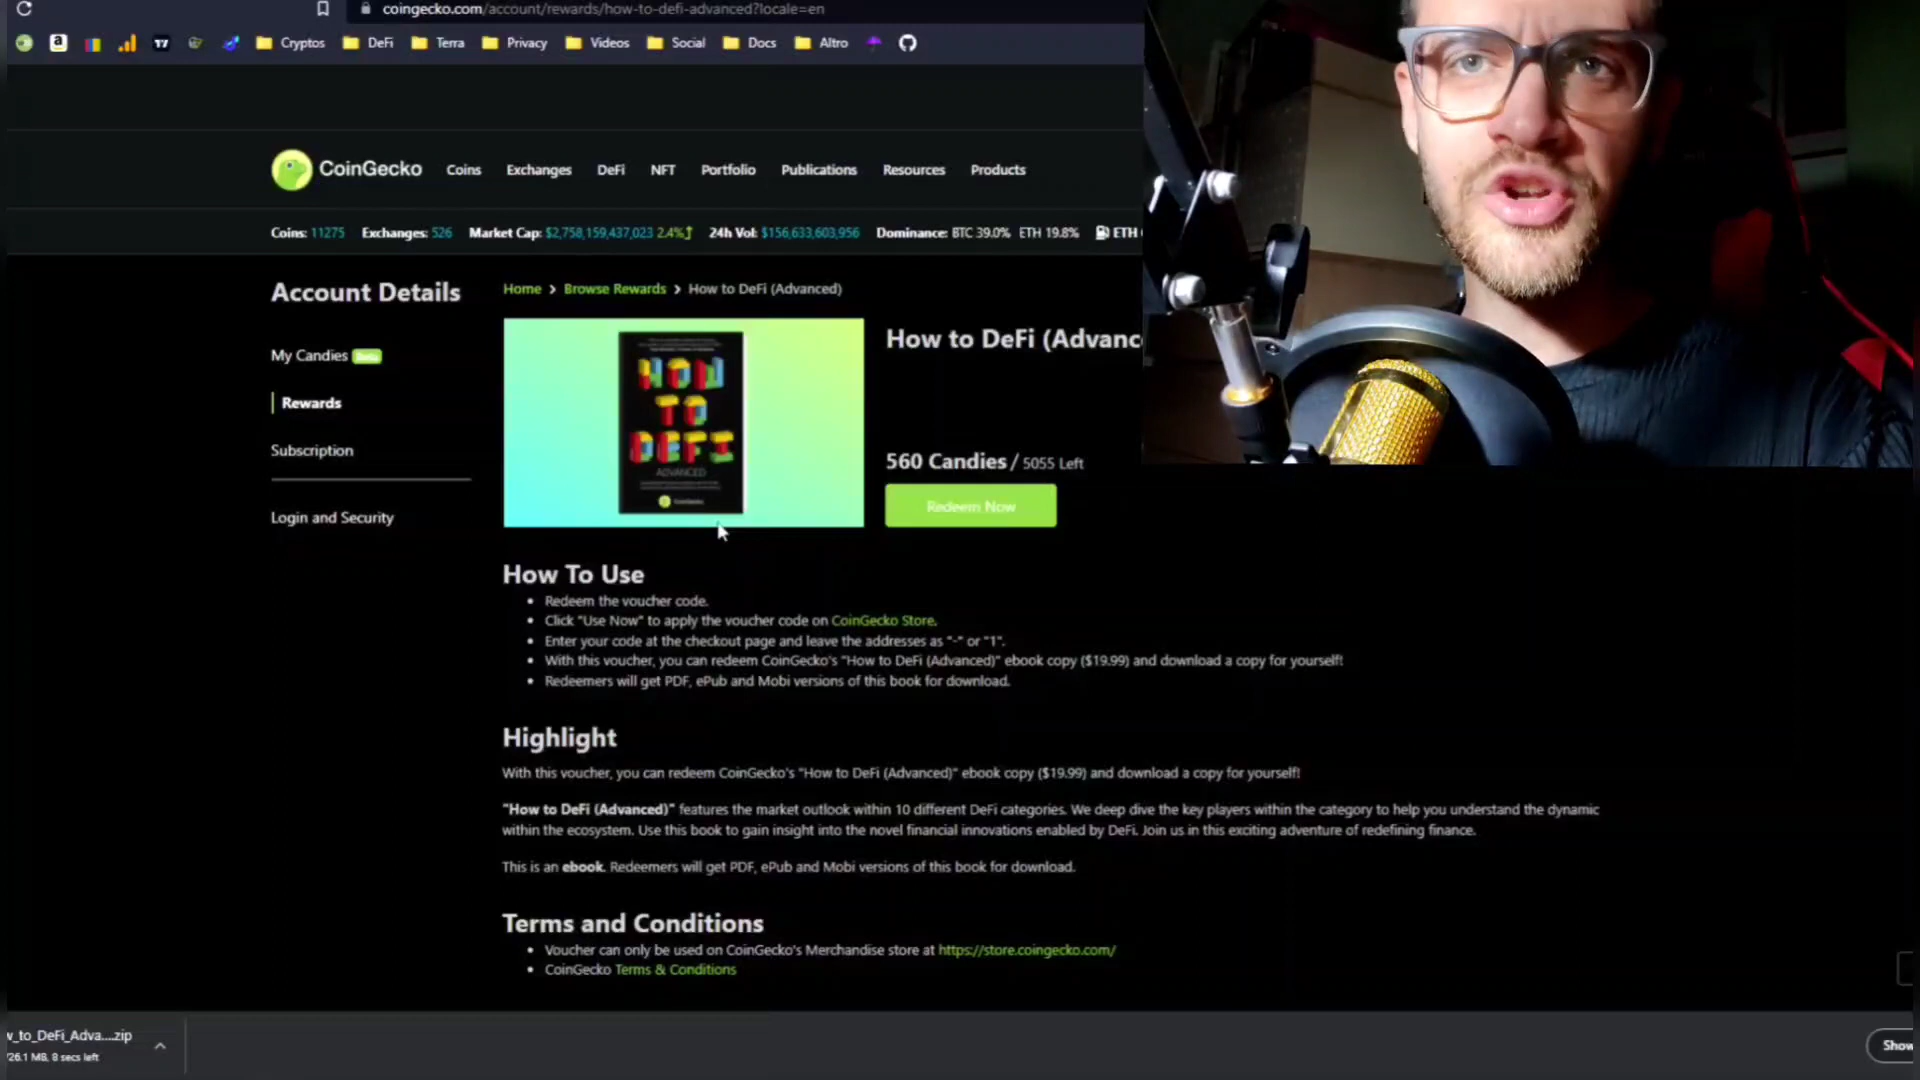 coingecko.com/account/rewards/how-to-defi-advanced?locale=en
Cryptos DeFi Terra Privacy Videos Social Docs Altro
CoinGecko Coins Exchanges DeFi NFT Portfolio Publications Resources Products
Coins: 11275 Exchanges: 526 Market Cap: $2,758,159,437,023 2.4% 24h Vol: $156,633,603,956 Dominance: BTC 39.0% ETH 19.8% ETH
Account Details
My Candies Beta
Rewards
Subscription
Login and Security
Home > Browse Rewards > How to DeFi (Advanced)
HOW
TO
DEFI
ADVANCED
CoinGecko
How to DeFi (Advanc
560 Candies / 5055 Left
Redeem Now
How To Use
• Redeem the voucher code.
• Click "Use Now" to apply the voucher code on CoinGecko Store.
• Enter your code at the checkout page and leave the addresses as "-" or "1".
• With this voucher, you can redeem CoinGecko's "How to DeFi (Advanced)" ebook copy ($19.99) and download a copy for yourself!
• Redeemers will get PDF, ePub and Mobi versions of this book for download.
Highlight
With this voucher, you can redeem CoinGecko's "How to DeFi (Advanced)" ebook copy ($19.99) and download a copy for yourself!
"How to DeFi (Advanced)" features the market outlook within 10 different DeFi categories. We deep dive the key players within the category to help you understand the dynamic
within the ecosystem. Use this book to gain insight into the novel financial innovations enabled by DeFi. Join us in this exciting adventure of redefining finance.
This is an ebook. Redeemers will get PDF, ePub and Mobi versions of this book for download.
Terms and Conditions
• Voucher can only be used on CoinGecko's Merchandise store at https://store.coingecko.com/
• CoinGecko Terms & Conditions
w_to_DeFi_Adva....zip
/26.1 MB, 8 secs left
Show